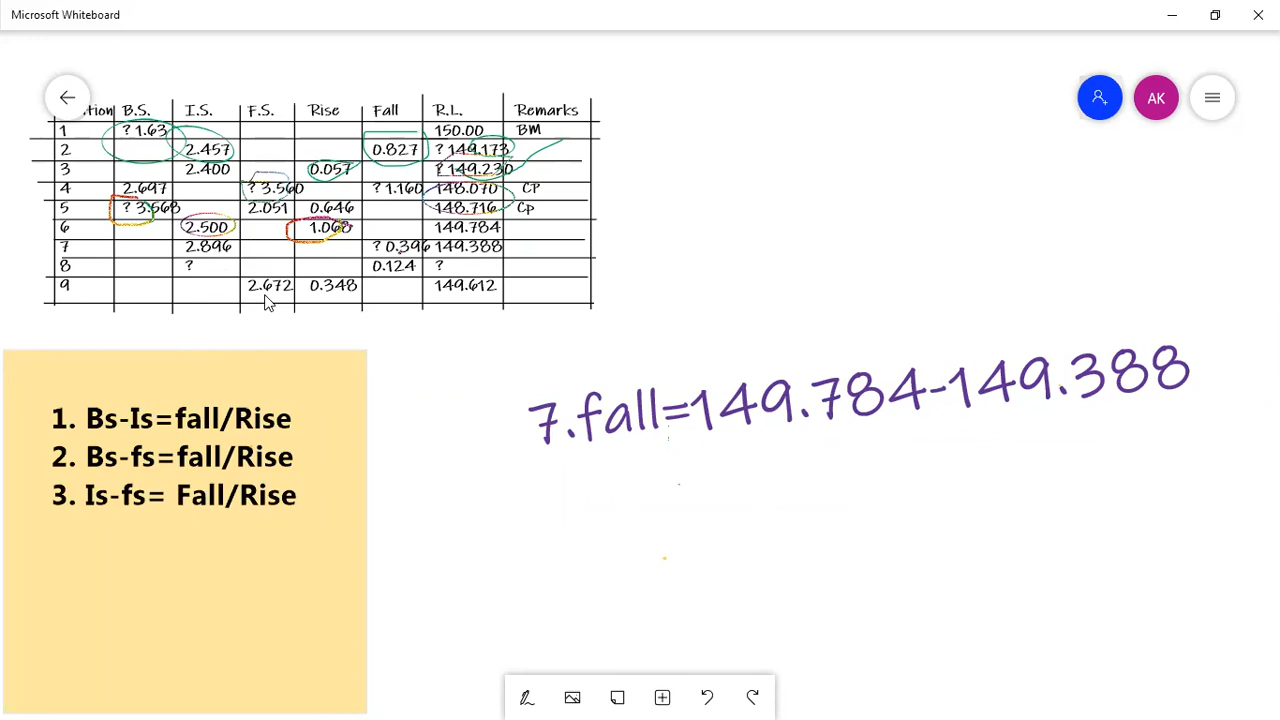 Microsoft Whiteboard
AK
tion B.S. I.S. F.S. Rise Fall R.L. Remarks
1 ? 1.63 150.00 BM
2 2.457 0.827 ? 149.173
3 2.400 0.057 ? 149.230
4 2.697 ? 3.560 ? 1.160 148.070 CP
5 ? 3.568 2.051 0.646 148.716 Cp
6 2.500 1.068 149.784
7 2.896 ? 0.396 149.388
8 ? 0.124 ?
9 2.672 0.348 149.612
7.fall=149.784-149.388
1. Bs-Is=fall/Rise
2. Bs-fs=fall/Rise
3. Is-fs= Fall/Rise